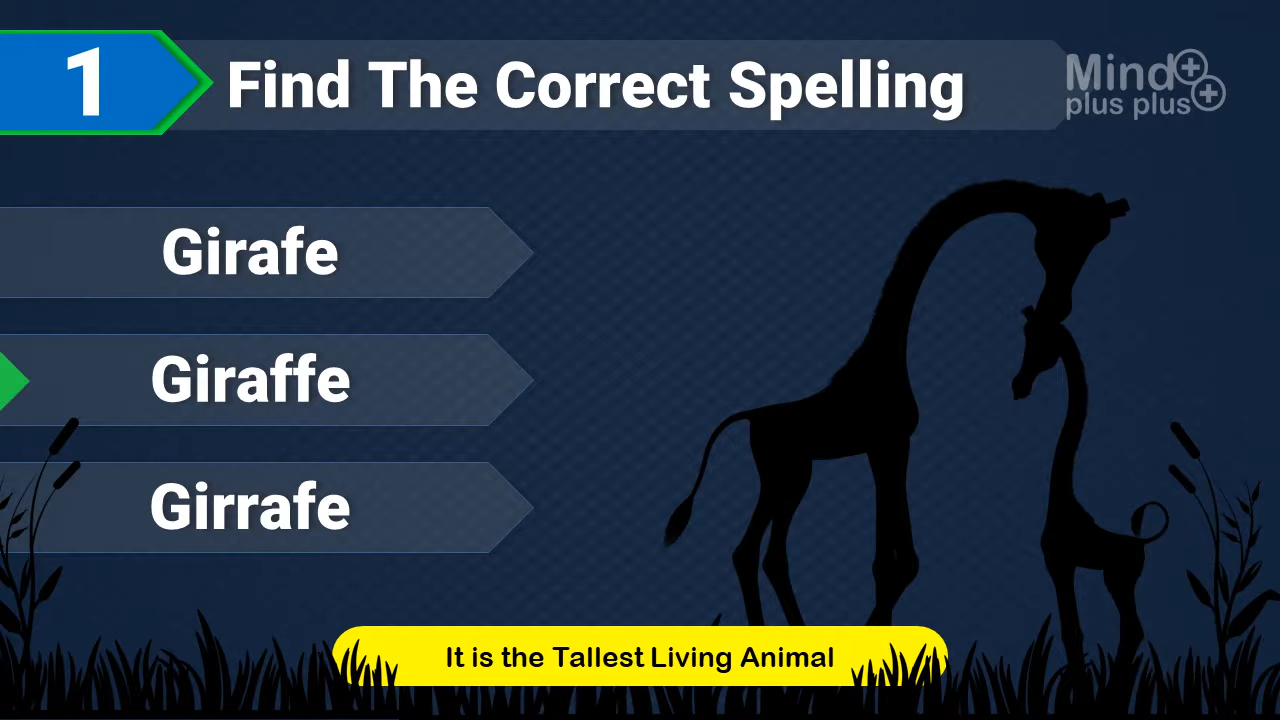 1
Find The Correct Spelling
Mind
plus plus
Girafe
Giraffe
Girrafe
It is the Tallest Living Animal